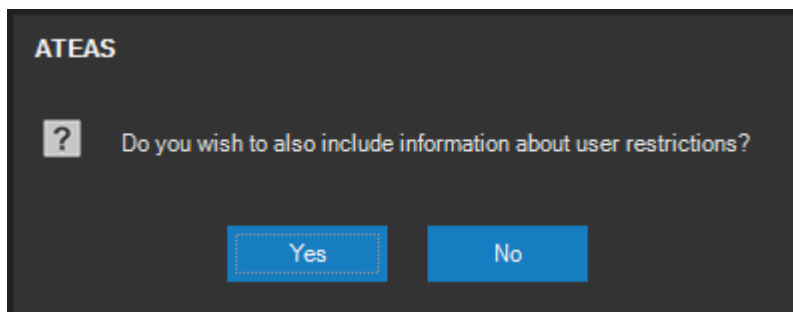 ATEAS
?
Do you wish to also include information about user restrictions?
Yes
No